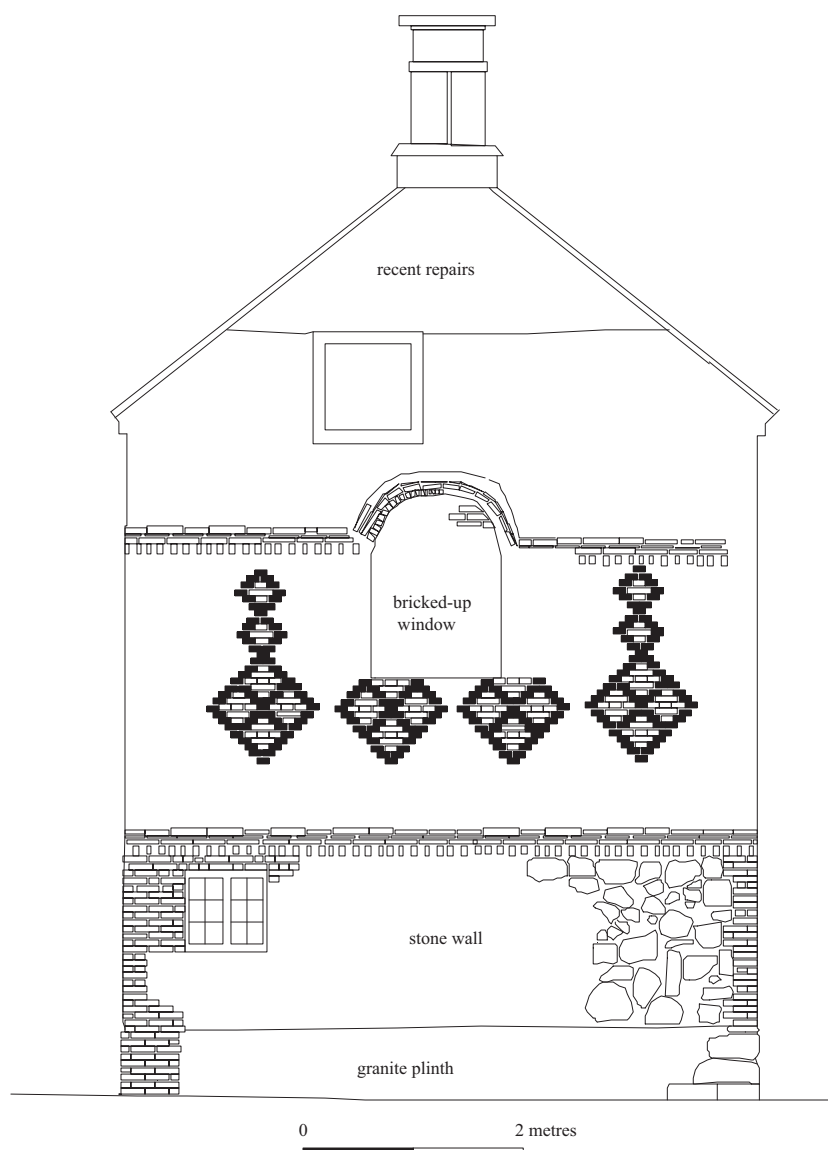 recent repairs
bricked-up
window
stone wall
granite plinth
0 2 metres